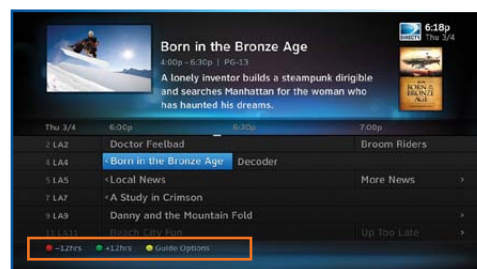 Born in the Bronze Age
4:00p - 6:30p | PG-13
A lonely inventor builds a steampunk dirigible
and searches Manhattan for the woman who
has haunted his dreams.
DIRECTV
6:18p
Thu 3/4
BORN IN
BRONZE
AGE
Thu 3/4 6:00p 6:30p 7:00p
2 LA2 Doctor Feelbad Broom Riders
4 LA4 Born in the Bronze Age Decoder
5 LA5 Local News More News
7 LA7 A Study in Crimson
9 LA9 Danny and the Mountain Fold
11 LA11 Beach City Fun Up Too Late
-12hrs +12hrs Guide Options